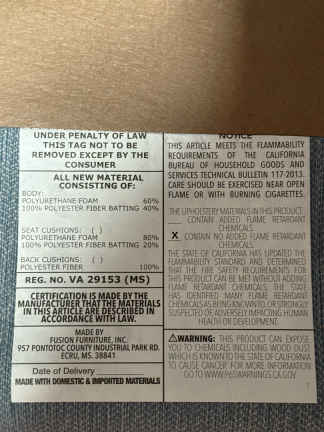 UNDER PENALTY OF LAW
THIS TAG NOT TO BE
REMOVED EXCEPT BY THE
CONSUMER
ALL NEW MATERIAL
CONSISTING OF:
BODY:
POLYURETHANE FOAM 60%
100% POLYESTER FIBER BATTING 40%
SEAT CUSHIONS: ( )
POLYURETHANE FOAM 80%
100% POLYESTER FIBER BATTING 20%
BACK CUSHIONS: ( )
POLYESTER FIBER 100%
REG. NO. VA 29153 (MS)
CERTIFICATION IS MADE BY THE
MANUFACTURER THAT THE MATERIALS
IN THIS ARTICLE ARE DESCRIBED IN
ACCORDANCE WITH LAW.
MADE BY
FUSION FURNITURE, INC.
957 PONTOTOC COUNTY INDUSTRIAL PARK RD.
ECRU, MS. 38841
Date of Delivery
MADE WITH DOMESTIC & IMPORTED MATERIALS
NOTICE
THIS ARTICLE MEETS THE FLAMMABILITY
REQUIREMENTS OF THE CALIFORNIA
BUREAU OF HOUSEHOLD GOODS AND
SERVICES TECHNICAL BULLETIN 117-2013.
CARE SHOULD BE EXERCISED NEAR OPEN
FLAME OR WITH BURNING CIGARETTES.
THE UPHOLSTERY MATERIALS IN THIS PRODUCT:
CONTAIN ADDED FLAME RETARDANT
CHEMICALS
X CONTAIN NO ADDED FLAME RETARDANT
CHEMICALS
THE STATE OF CALIFORNIA HAS UPDATED THE
FLAMMABILITY STANDARD AND DETERMINED
THAT THE FIRE SAFETY REQUIREMENTS FOR
THIS PRODUCT CAN BE MET WITHOUT ADDING
FLAME RETARDANT CHEMICALS. THE STATE
HAS IDENTIFIED MANY FLAME RETARDANT
CHEMICALS AS BEING KNOWN TO, OR STRONGLY
SUSPECTED OF, ADVERSELY IMPACTING HUMAN
HEALTH OR DEVELOPMENT.
⚠WARNING: THIS PRODUCT CAN EXPOSE
YOU TO CHEMICALS INCLUDING WOOD DUST
WHICH IS KNOWN TO THE STATE OF CALIFORNIA
TO CAUSE CANCER. FOR MORE INFORMATION
GO TO WWW.P65WARNINGS.CA.GOV